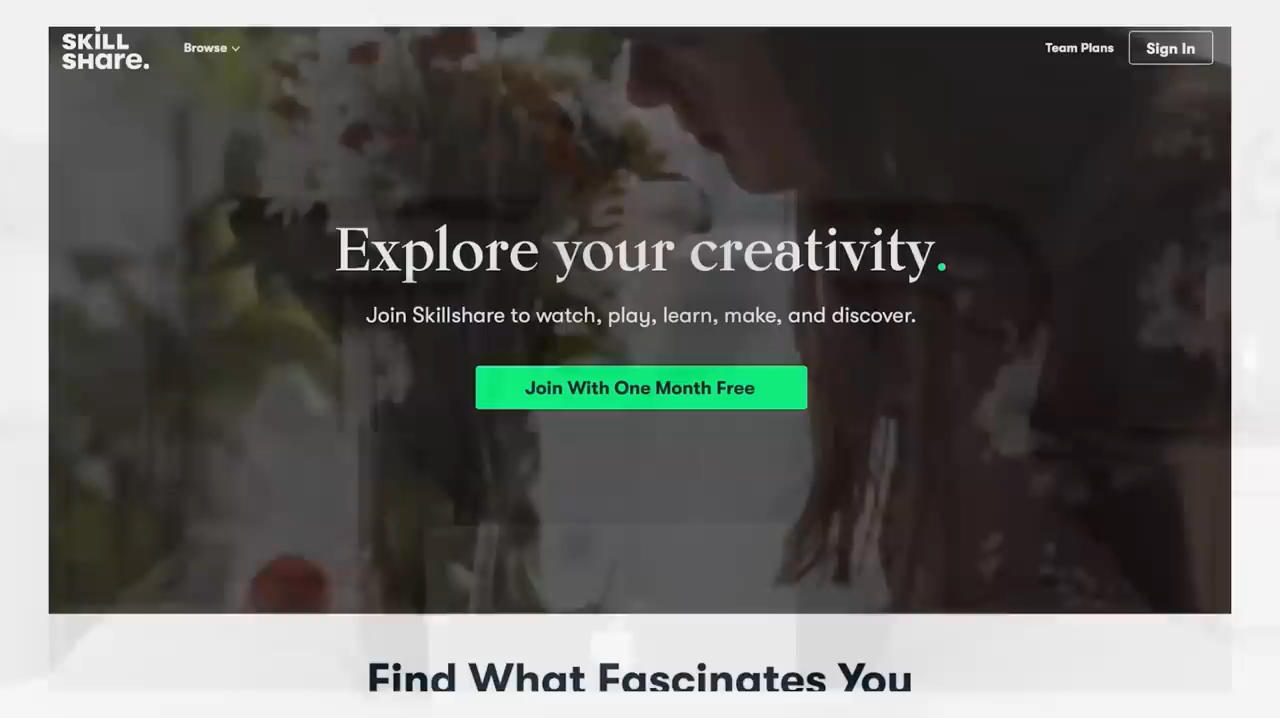 SKiLL
SHare.
Browse
Team Plans
Sign In
Explore your creativity.
Join Skillshare to watch, play, learn, make, and discover.
Join With One Month Free
Find What Fascinates You